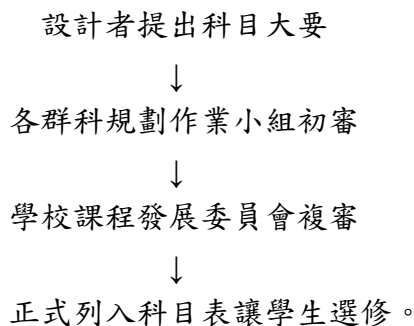 設計者提出科目大要
↓
各群科規劃作業小組初審
↓
學校課程發展委員會複審
↓
正式列入科目表讓學生選修。